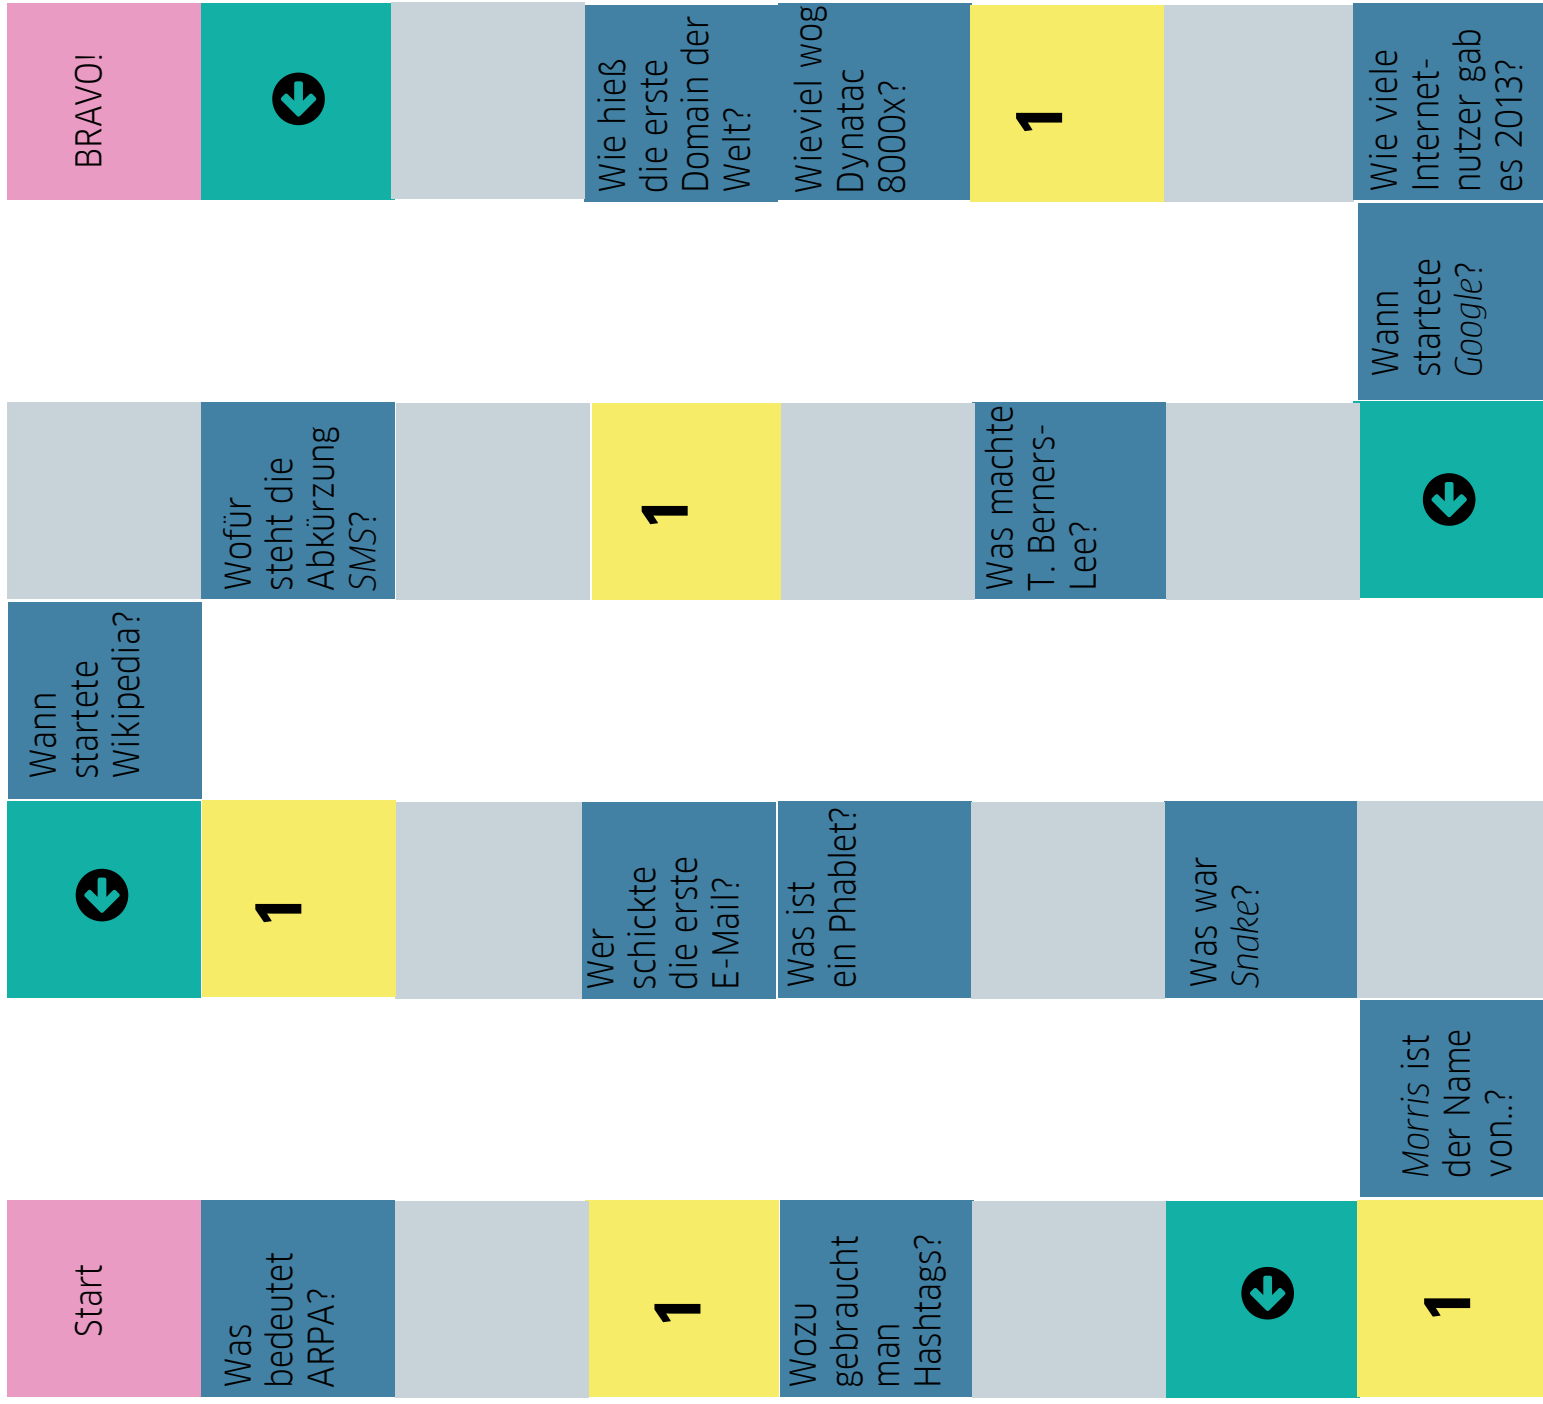 Start
Was
bedeutet
ARPA?
1
Wozu
gebraucht
man
Hashtags?
1
Morris ist
der Name
von..?
Was war
Snake?
Was ist
ein Phablet?
Wer
schickte
die erste
E-Mail?
1
Wann
startete
Wikipedia?
Wofür
steht die
Abkürzung
SMS?
1
Was machte
T. Berners-
Lee?
Wann
startete
Google?
Wie viele
Internet-
nutzer gab
es 2013?
1
Wieviel wog
Dynatac
8000x?
Wie hieß
die erste
Domain der
Welt?
BRAVO!